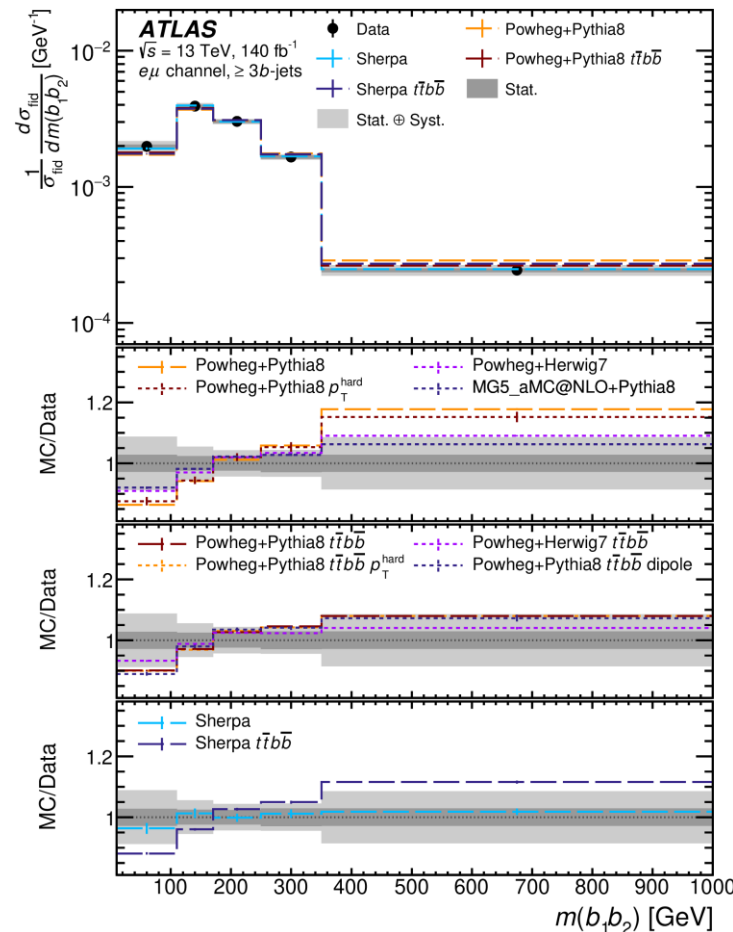 ATLAS
√s = 13 TeV, 140 fb⁻¹
eμ channel, ≥ 3b-jets
Data
Sherpa
Sherpa tt̄bb̄
Stat. ⊕ Syst.
Powheg+Pythia8
Powheg+Pythia8 tt̄bb̄
Stat.
1/σ_fid dσ_fid/dm(b₁b₂) [GeV⁻¹]
10⁻²
10⁻³
10⁻⁴
Powheg+Pythia8
Powheg+Pythia8 p_T^hard
Powheg+Herwig7
MG5_aMC@NLO+Pythia8
MC/Data
1.2
1
Powheg+Pythia8 tt̄bb̄
Powheg+Pythia8 tt̄bb̄ p_T^hard
Powheg+Herwig7 tt̄bb̄
Powheg+Pythia8 tt̄bb̄ dipole
MC/Data
1.2
1
Sherpa
Sherpa tt̄bb̄
MC/Data
1.2
1
100 200 300 400 500 600 700 800 900 1000
m(b₁b₂) [GeV]